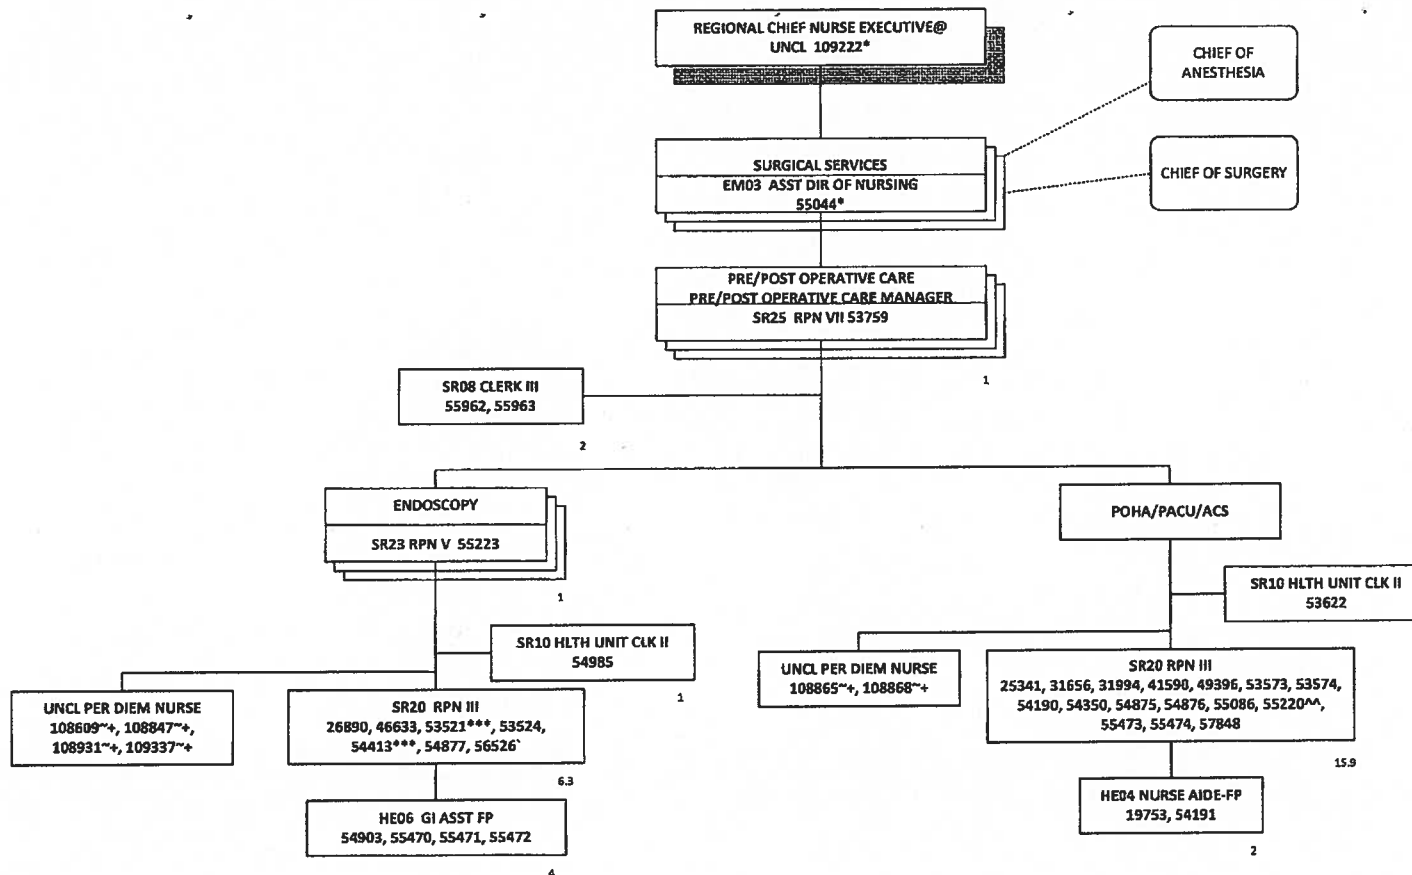 REGIONAL CHIEF NURSE EXECUTIVE@
UNCL 109222*
CHIEF OF
ANESTHESIA
SURGICAL SERVICES
EM03 ASST DIR OF NURSING
55044*
CHIEF OF SURGERY
PRE/POST OPERATIVE CARE
PRE/POST OPERATIVE CARE MANAGER
SR25 RPN VII 53759
1
SR08 CLERK III
55962, 55963
2
ENDOSCOPY
SR23 RPN V 55223
1
POHA/PACU/ACS
SR10 HLTH UNIT CLK II
53622
SR10 HLTH UNIT CLK II
54985
1
UNCL PER DIEM NURSE
108609~+, 108847~+,
108931~+, 109337~+
SR20 RPN III
26890, 46633, 53521***, 53524,
54413***, 54877, 56526`
6.3
HE06 GI ASST FP
54903, 55470, 55471, 55472
4
UNCL PER DIEM NURSE
108865~+, 108868~+
SR20 RPN III
25341, 31656, 31994, 41590, 49396, 53573, 53574,
54190, 54350, 54875, 54876, 55086, 55220^^,
55473, 55474, 57848
15.9
HE04 NURSE AIDE-FP
19753, 54191
2